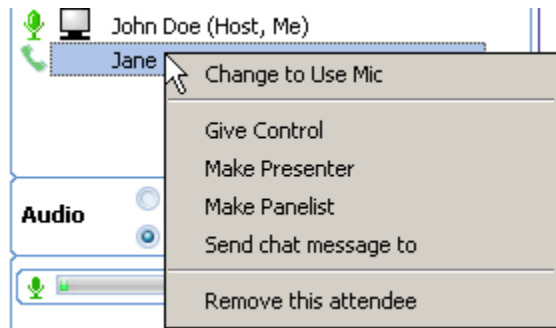 John Doe (Host, Me)
Jane
Change to Use Mic
Give Control
Make Presenter
Make Panelist
Send chat message to
Remove this attendee
Audio